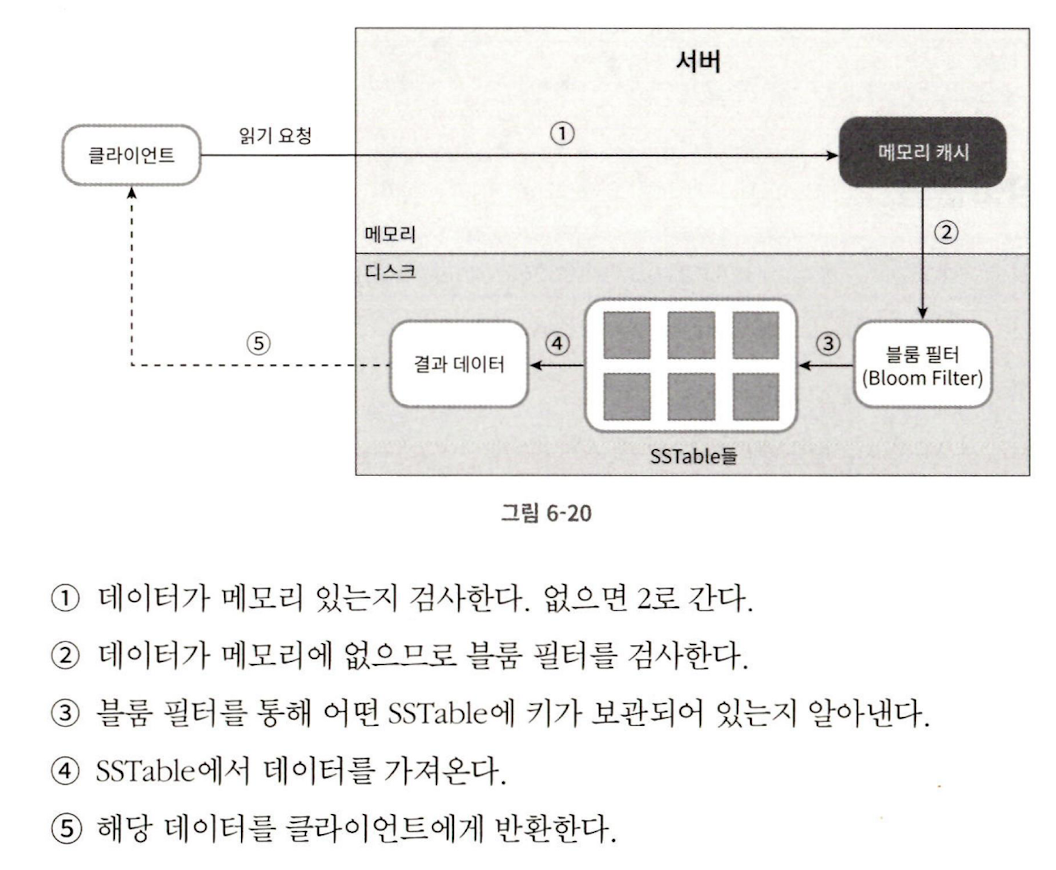 서버
읽기 요청
①
클라이언트
메모리 캐시
메모리
②
디스크
⑤
결과 데이터
④
③
블룸 필터
(Bloom Filter)
SSTable들
그림 6-20
① 데이터가 메모리 있는지 검사한다. 없으면 2로 간다.
② 데이터가 메모리에 없으므로 블룸 필터를 검사한다.
③ 블룸 필터를 통해 어떤 SSTable에 키가 보관되어 있는지 알아낸다.
④ SSTable에서 데이터를 가져온다.
⑤ 해당 데이터를 클라이언트에게 반환한다.